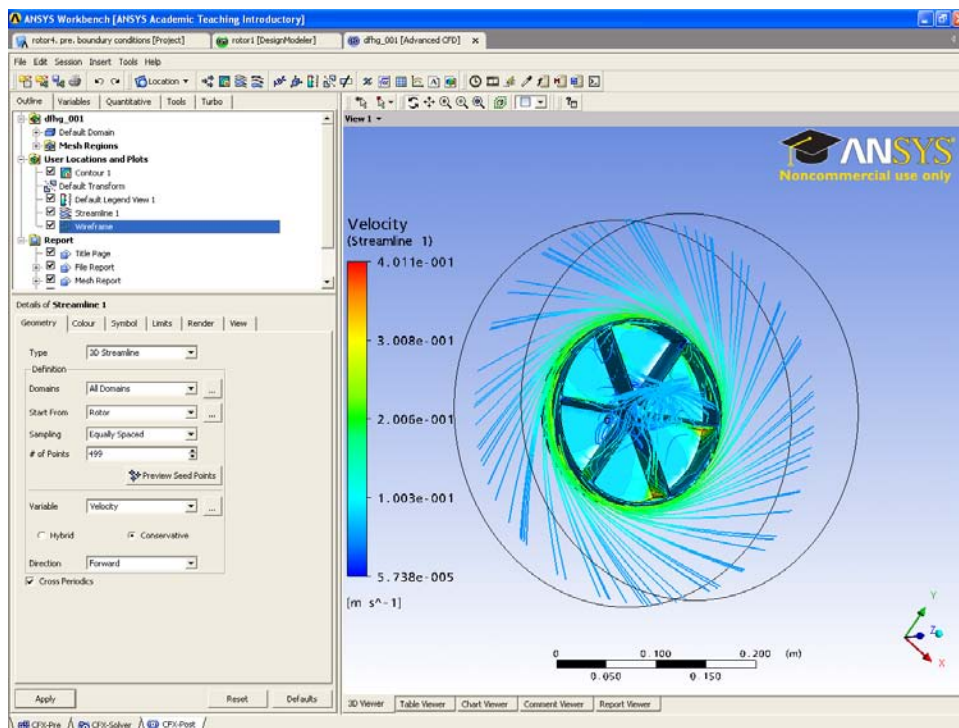 ANSYS Workbench [ANSYS Academic Teaching Introductory]
rotor4. pre. boundury conditions [Project]
rotor1 [DesignModeler]
dfhg_001 [Advanced CFD]
File Edit Session Insert Tools Help
Location
Outline Variables Quantitative Tools Turbo
View 1
dfhg_001
Default Domain
Mesh Regions
User Locations and Plots
Contour 1
Default Transform
Default Legend View 1
Streamline 1
Wireframe
Report
Title Page
File Report
Mesh Report
ANSYS
Noncommercial use only
Velocity
(Streamline 1)
4.011e-001
3.008e-001
2.006e-001
1.003e-001
5.738e-005
[m s^-1]
Details of Streamline 1
Geometry Colour Symbol Limits Render View
Type 3D Streamline
Definition
Domains All Domains ...
Start From Rotor ...
Sampling Equally Spaced
# of Points 499
Preview Seed Points
Variable Velocity ...
Hybrid Conservative
Direction Forward
Cross Periodics
Y
Z
X
0 0.100 0.200 (m)
0.050 0.150
Apply Reset Defaults
3D Viewer Table Viewer Chart Viewer Comment Viewer Report Viewer
CFX-Pre CFX-Solver CFX-Post